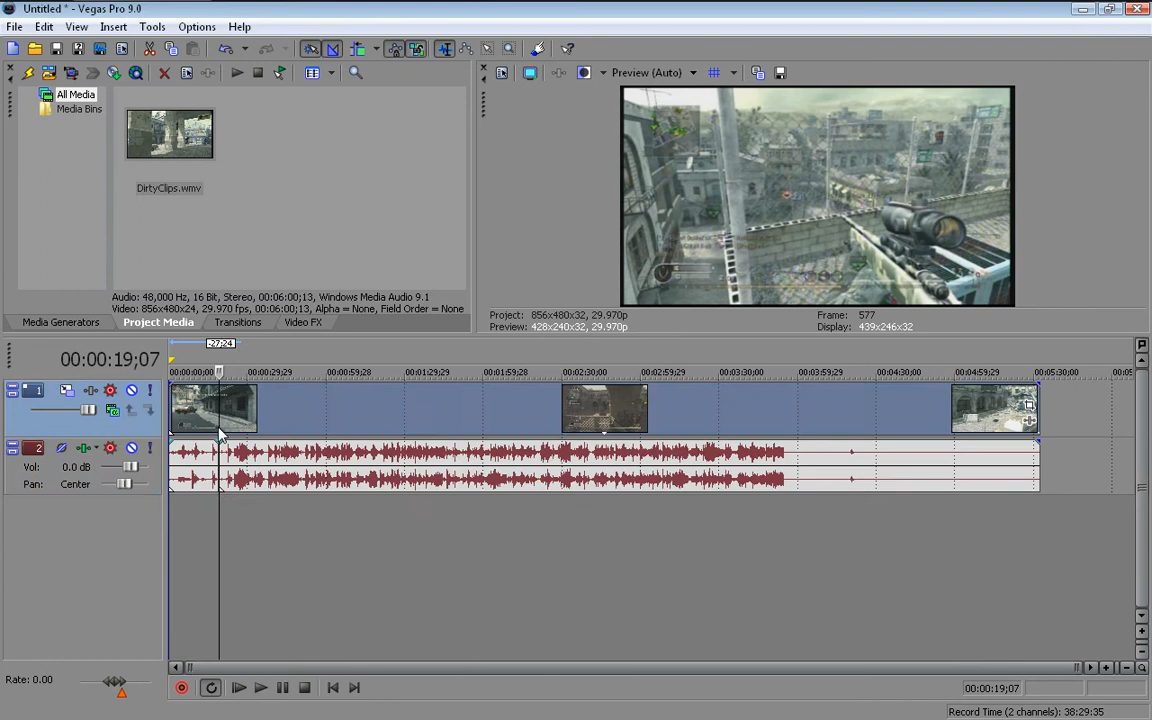 Untitled * - Vegas Pro 9.0
File Edit View Insert Tools Options Help
Preview (Auto)
All Media
Media Bins
DirtyClips.wmv
Audio: 48,000 Hz, 16 Bit, Stereo, 00:06:00;13, Windows Media Audio 9.1
Video: 856x480x24, 29.970 fps, 00:06:00;13, Alpha = None, Field Order = None
Media Generators Project Media Transitions Video FX
Project: 856x480x32, 29.970p Frame: 577
Preview: 428x240x32, 29.970p Display: 439x246x32
-27;24
00:00:19;07
00:00:00;00 00:00:29;29 00:00:59;28 00:01:29;29 00:01:59;28 00:02:30;00 00:02:59;29 00:03:30;00 00:03:59;29 00:04:30;00 00:04:59;29 00:05:30;00 00:05
1
2
Vol: 0.0 dB
Pan: Center
Rate: 0.00
00:00:19;07
Record Time (2 channels): 38:29:35